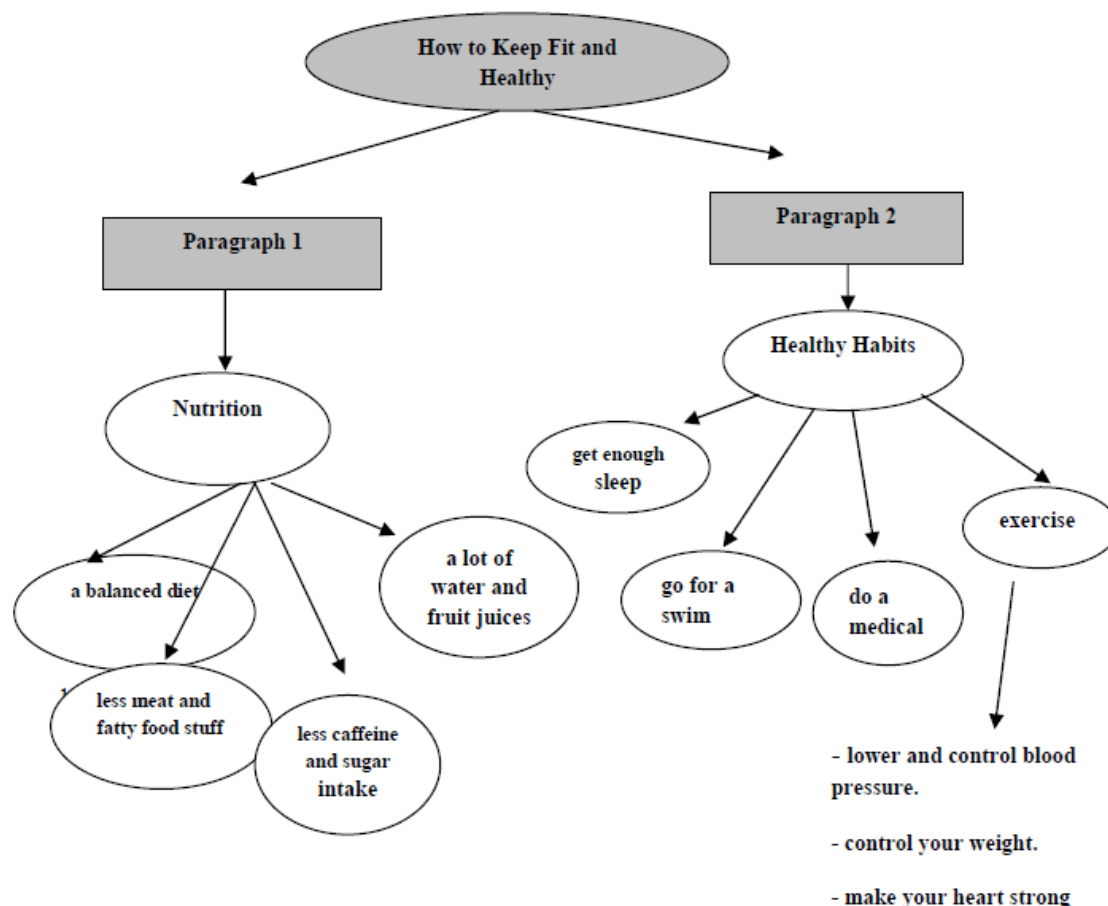 How to Keep Fit and
Healthy
Paragraph 1
Paragraph 2
Nutrition
Healthy Habits
a balanced diet
less meat and
fatty food stuff
less caffeine
and sugar
intake
a lot of
water and
fruit juices
get enough
sleep
go for a
swim
do a
medical
exercise
- lower and control blood
pressure.
- control your weight.
- make your heart strong